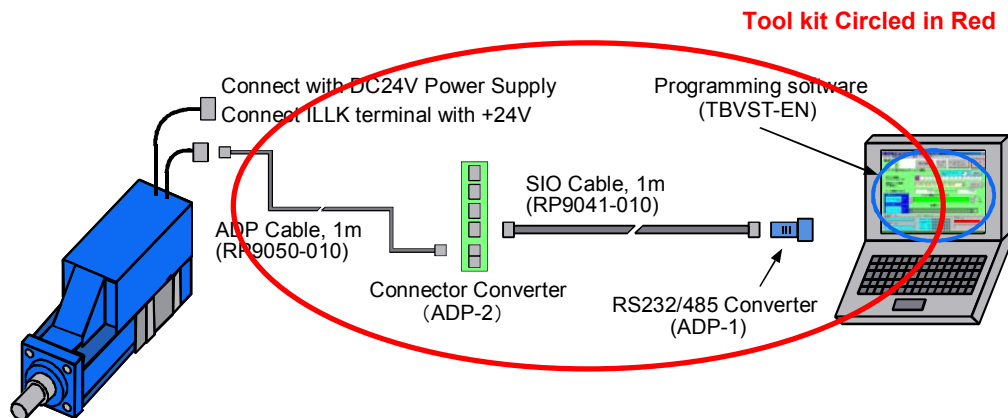 Tool kit Circled in Red
Connect with DC24V Power Supply
Connect ILLK terminal with +24V
Programming software
(TBVST-EN)
ADP Cable, 1m
(RP9050-010)
SIO Cable, 1m
(RP9041-010)
Connector Converter
（ADP-2）
RS232/485 Converter
(ADP-1)